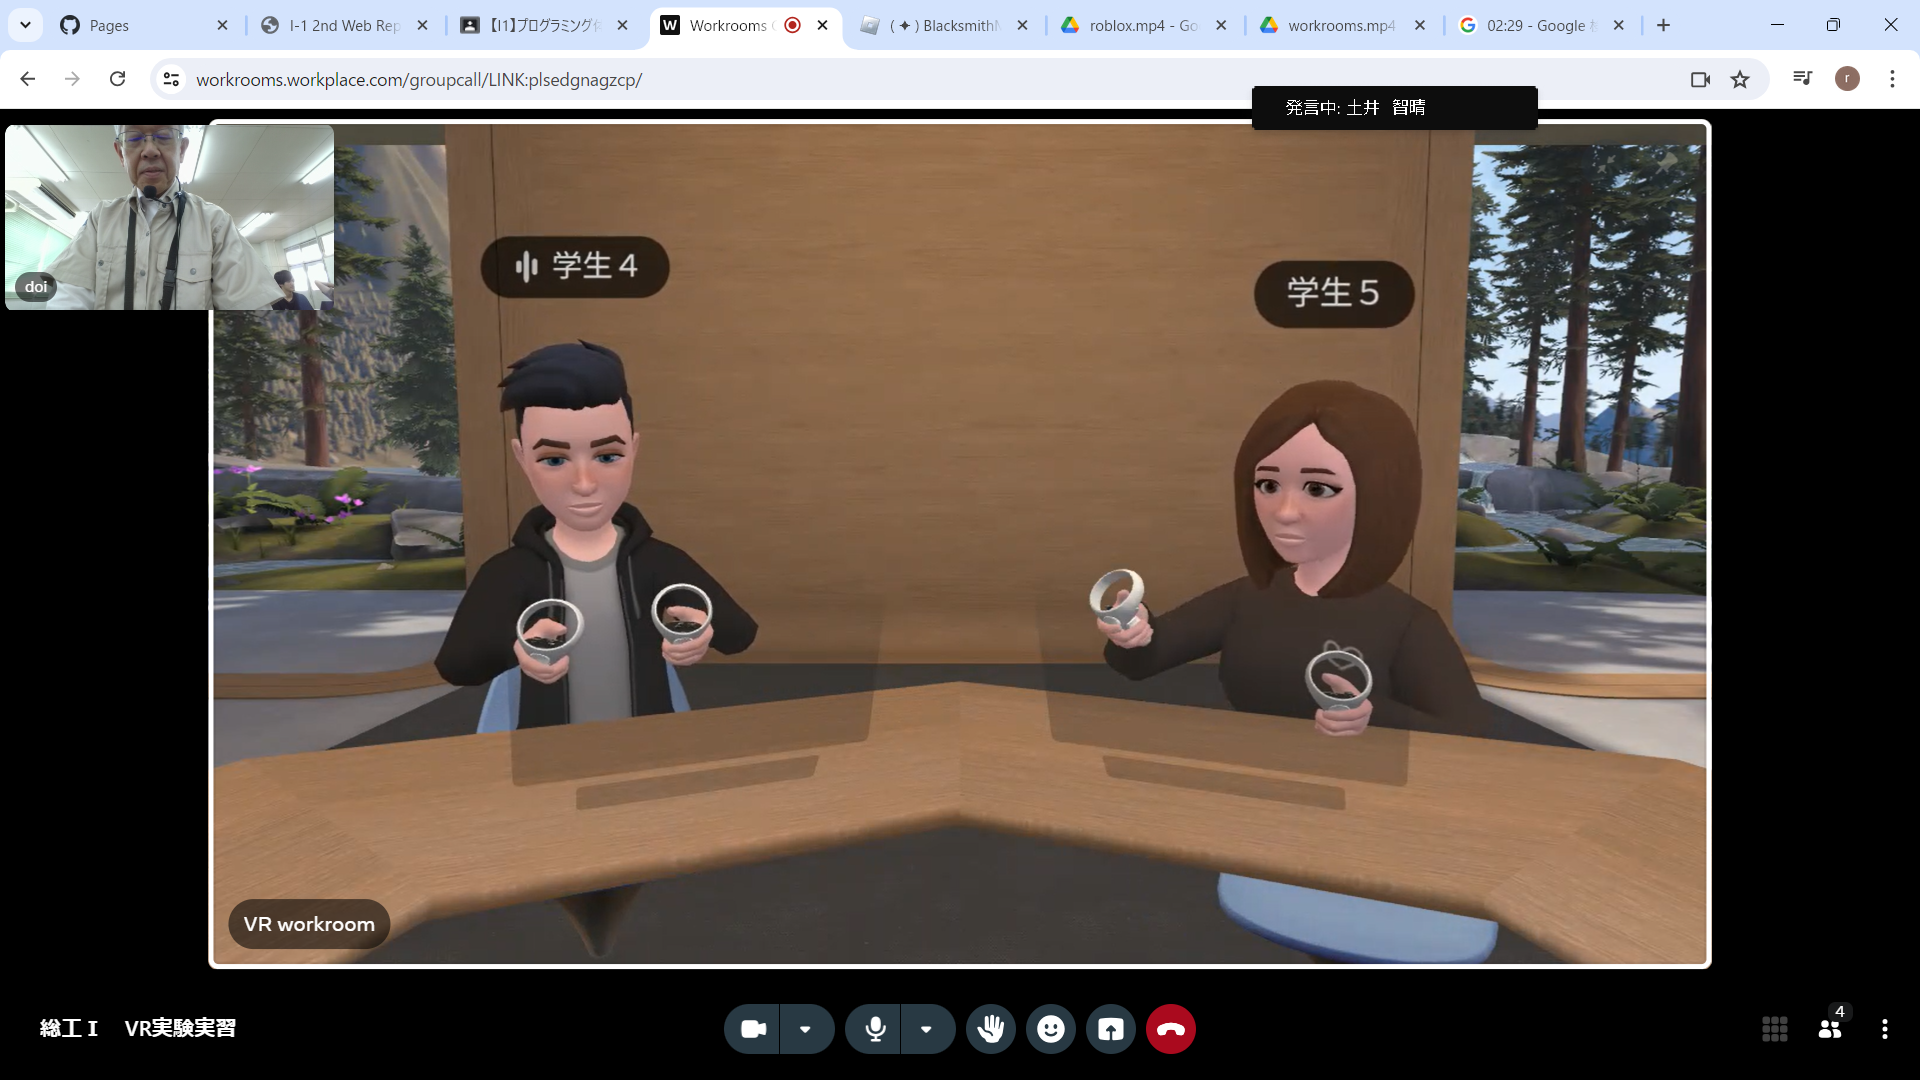 Pages
I-1 2nd Web Rep
【I1】プログラミング体
Workrooms
( ✦ ) Blacksmith
roblox.mp4 - Go
workrooms.mp4
02:29 - Google
workrooms.workplace.com/groupcall/LINK:plsedgnagzcp/
r
発言中: 土井 智晴
doi
学生４
学生５
VR workroom
総工Ｉ VR実験実習
4